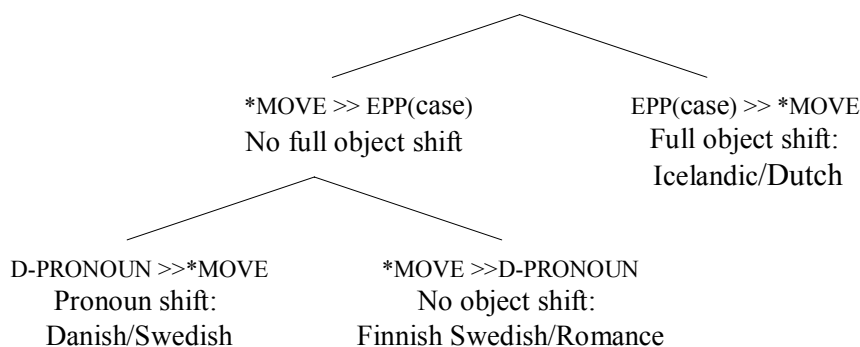 *MOVE >> EPP(case)
No full object shift
EPP(case) >> *MOVE
Full object shift:
Icelandic/Dutch
D-PRONOUN >>*MOVE
Pronoun shift:
Danish/Swedish
*MOVE >>D-PRONOUN
No object shift:
Finnish Swedish/Romance